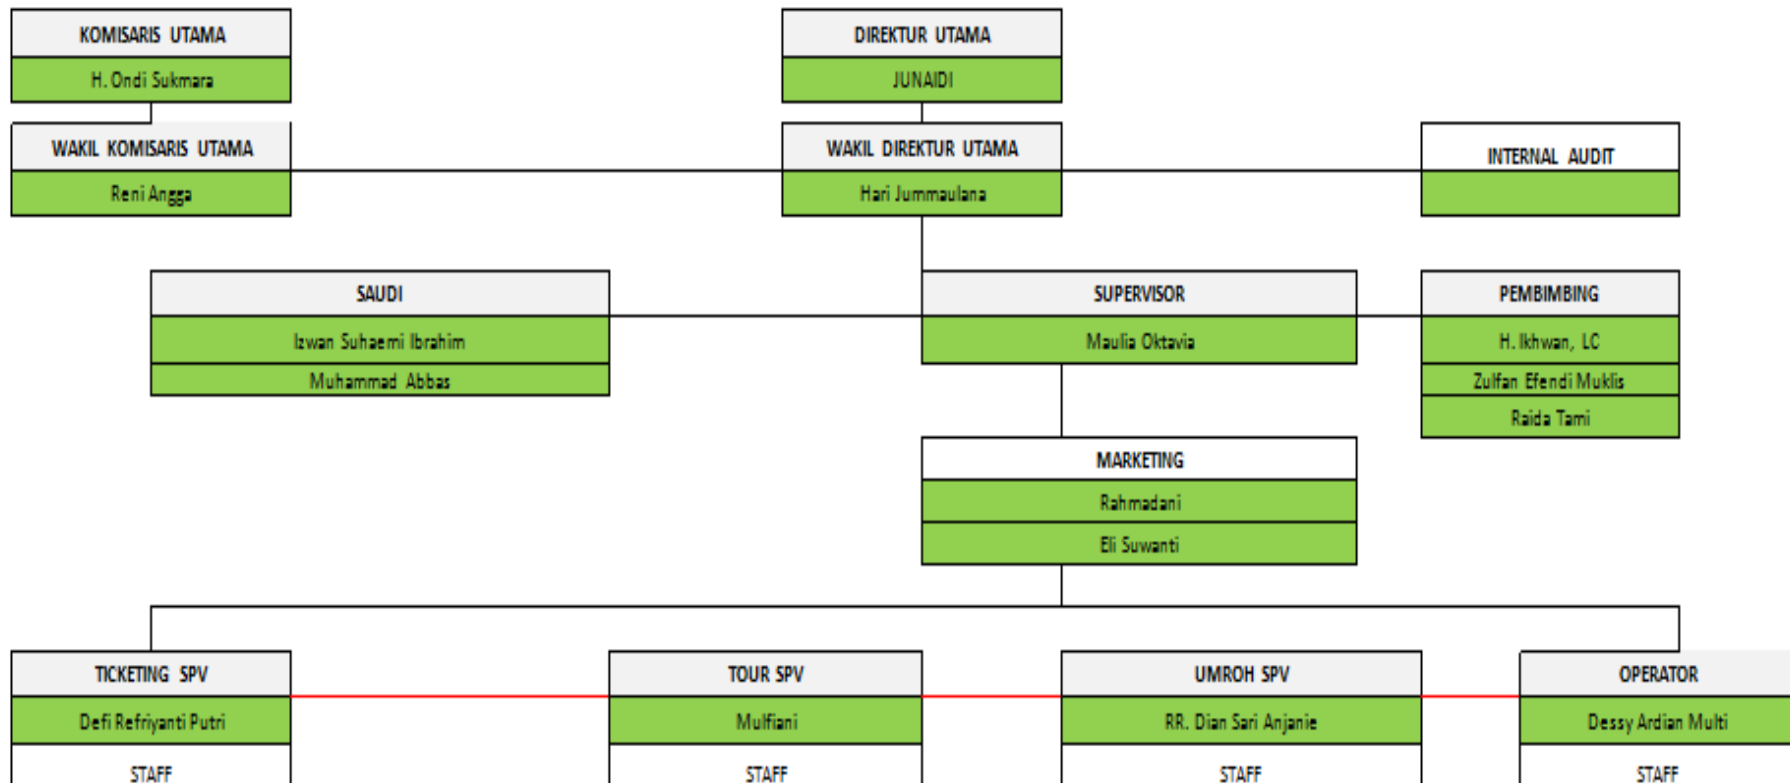 KOMISARIS UTAMA
H. Ondi Sukmara
DIREKTUR UTAMA
JUNAIDI
WAKIL KOMISARIS UTAMA
Reni Angga
WAKIL DIREKTUR UTAMA
Hari Jummaulana
INTERNAL AUDIT
SAUDI
Izwan Suhaemi Ibrahim
Muhammad Abbas
SUPERVISOR
Maulia Oktavia
PEMBIMBING
H. Ikhwan, LC
Zulfan Efendi Muklis
Raida Tami
MARKETING
Rahmadani
Eli Suwanti
TICKETING SPV
Defi Refriyanti Putri
STAFF
TOUR SPV
Mulfiani
STAFF
UMROH SPV
RR. Dian Sari Anjanie
STAFF
OPERATOR
Dessy Ardian Multi
STAFF